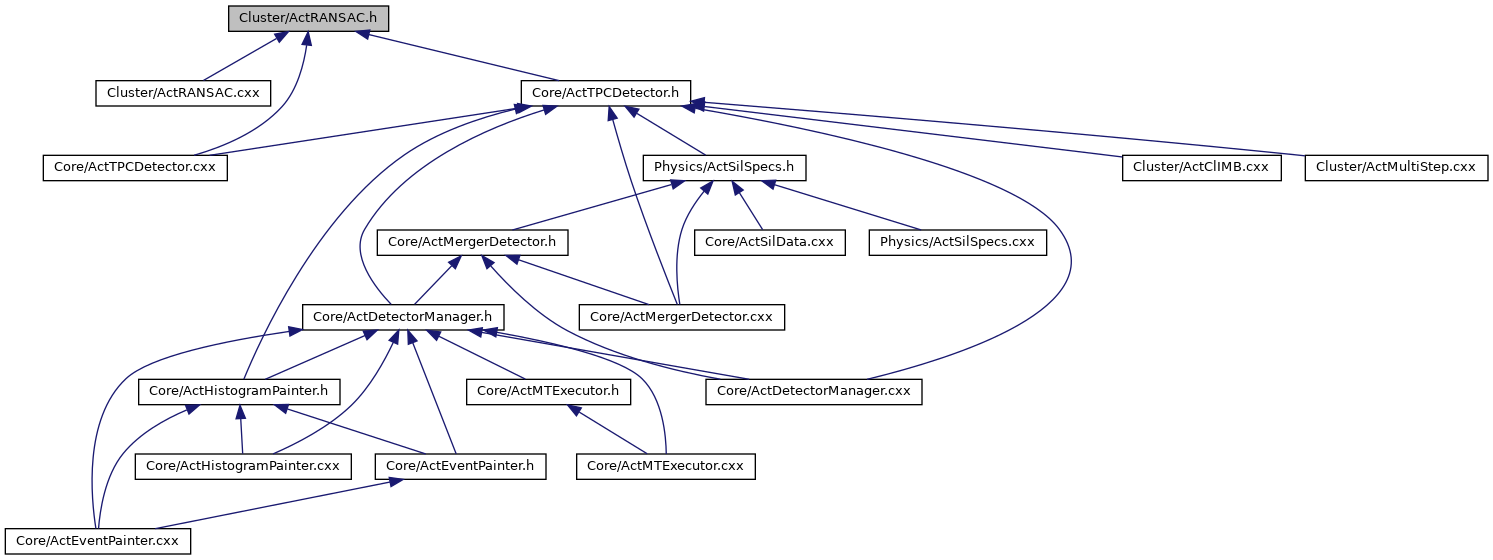 Cluster/ActRANSAC.h
Cluster/ActRANSAC.cxx
Core/ActTPCDetector.h
Core/ActTPCDetector.cxx
Physics/ActSilSpecs.h
Cluster/ActClIMB.cxx
Cluster/ActMultiStep.cxx
Core/ActMergerDetector.h
Core/ActSilData.cxx
Physics/ActSilSpecs.cxx
Core/ActDetectorManager.h
Core/ActMergerDetector.cxx
Core/ActHistogramPainter.h
Core/ActMTExecutor.h
Core/ActDetectorManager.cxx
Core/ActHistogramPainter.cxx
Core/ActEventPainter.h
Core/ActMTExecutor.cxx
Core/ActEventPainter.cxx